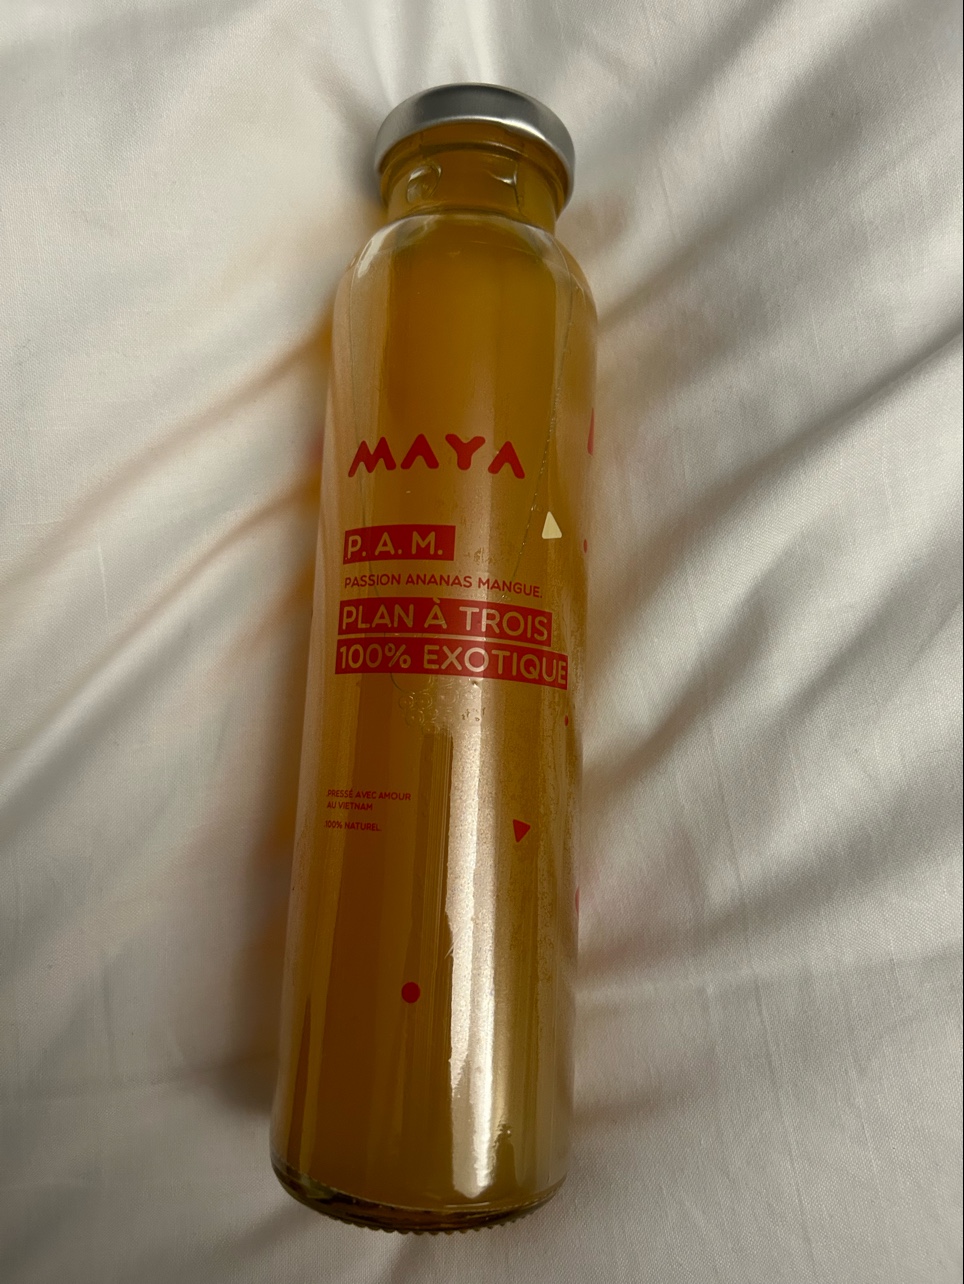 MAYA
P. A. M.
PASSION ANANAS MANGUE.
PLAN À TROIS
100% EXOTIQUE
PRESSÉ AVEC AMOUR
AU VIETNAM
100% NATUREL